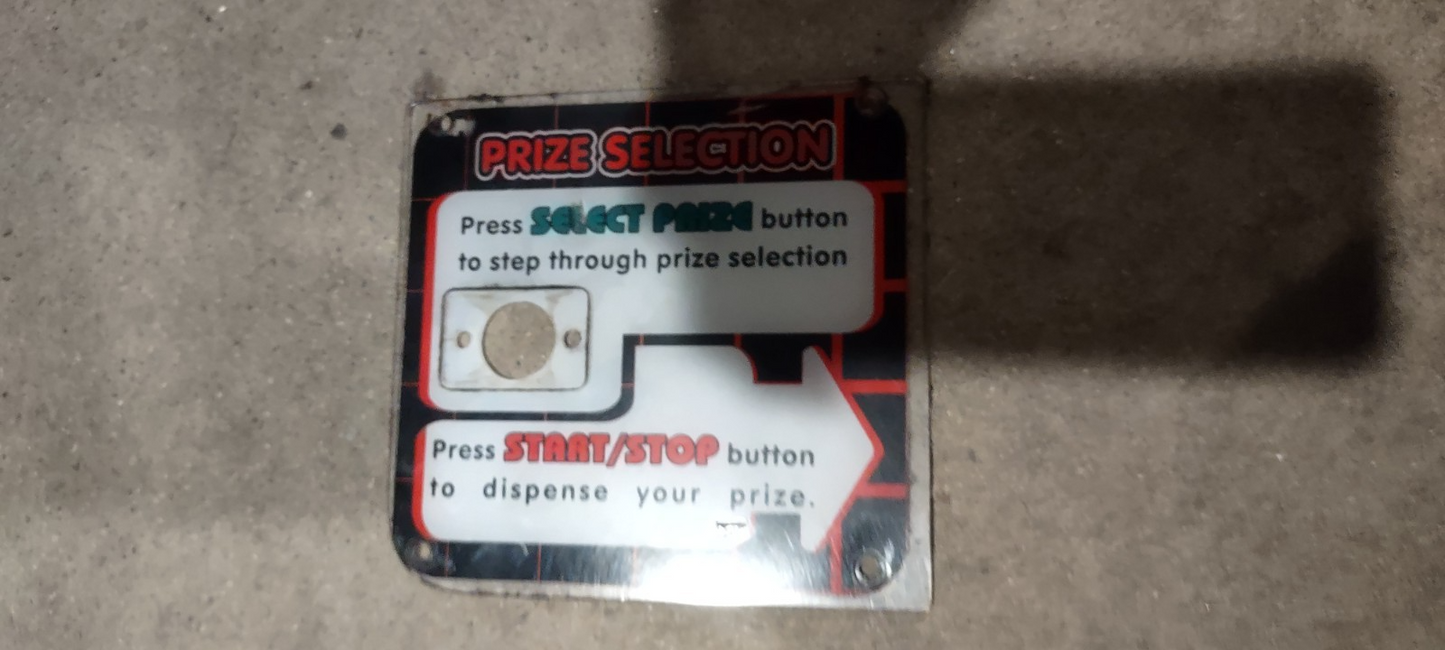 PRIZE SELECTION
Press SELECT PRIZE button
to step through prize selection
Press START/STOP button
to dispense your prize.